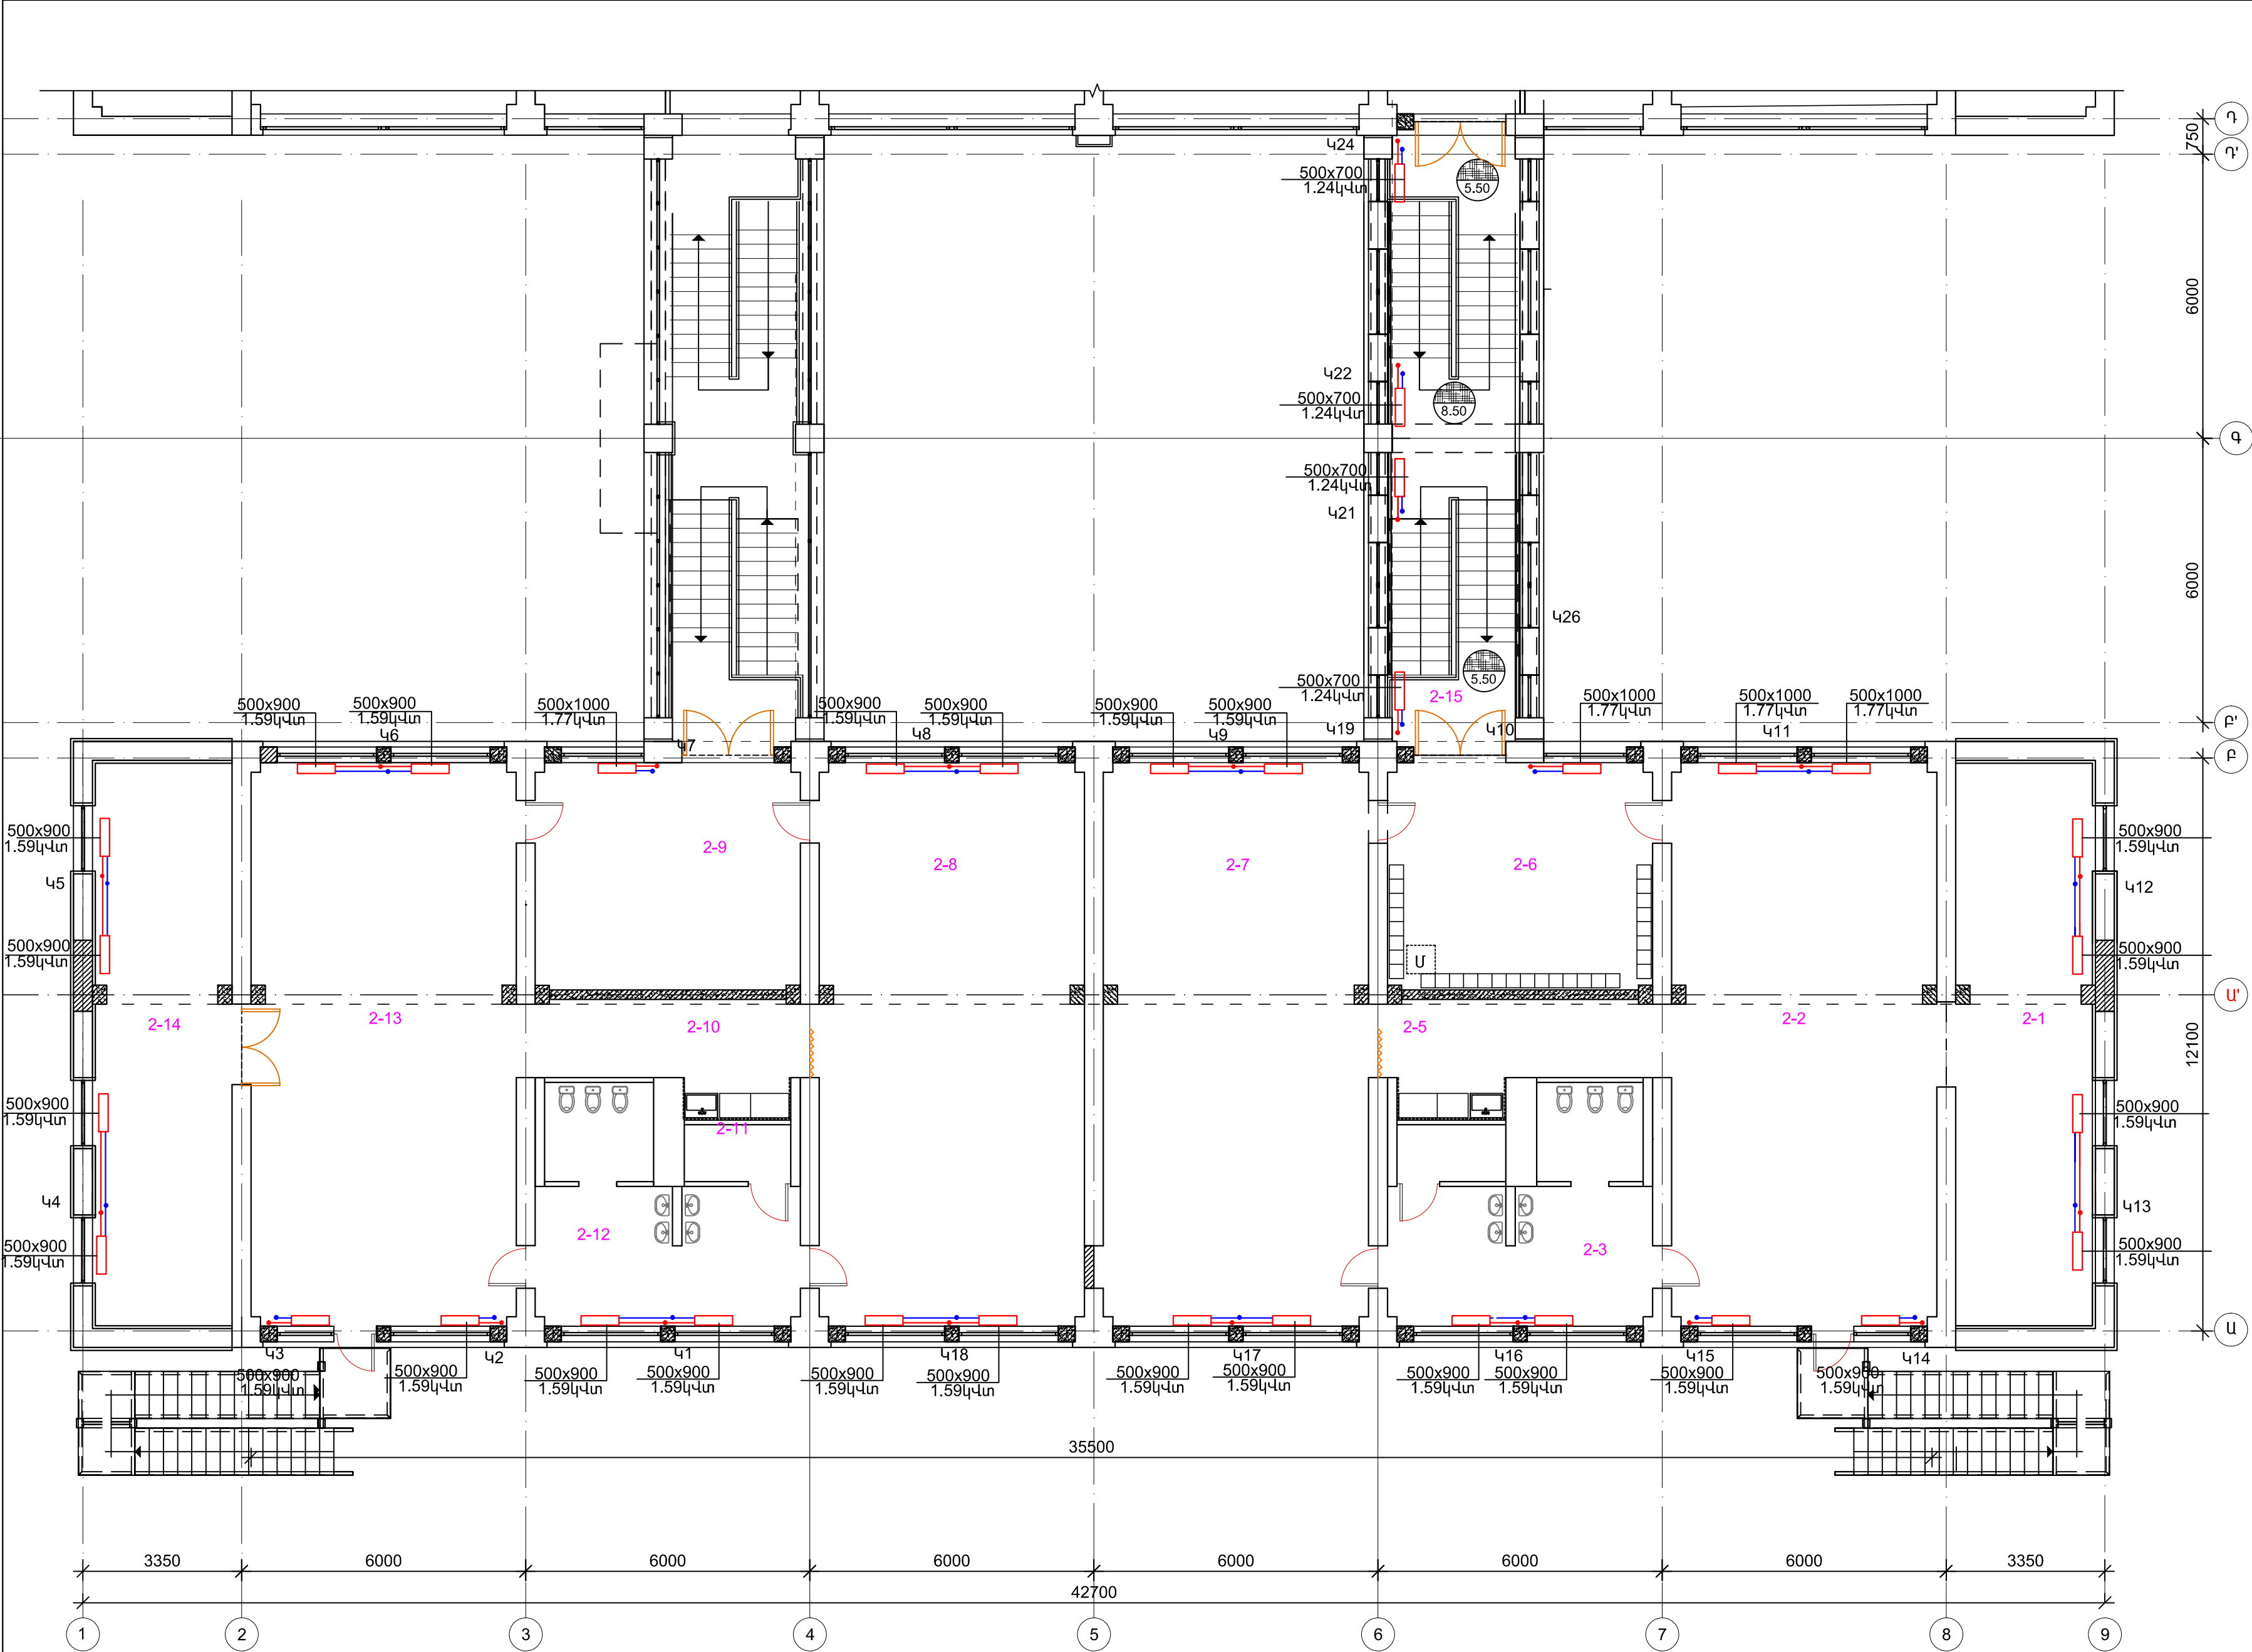 Դ
750
Դ'
Կ24
500x700
1.24կՎտ
5.50
6000
Կ22
500x700
1.24կՎտ
8.50
Գ
500x700
1.24կՎտ
Կ21
6000
Կ26
5.50
500x700
1.24կՎտ
2-15
Կ19
Կ10
500x900
1.59կՎտ
500x900
1.59կՎտ
Կ6
500x1000
1.77կՎտ
Կ7
500x900
1.59կՎտ
500x900
1.59կՎտ
Կ8
500x900
1.59կՎտ
500x900
1.59կՎտ
Կ9
500x1000
1.77կՎտ
500x1000
1.77կՎտ
500x1000
1.77կՎտ
Կ11
Բ'
Բ
500x900
1.59կՎտ
Կ5
2-9
2-8
2-7
2-6
500x900
1.59կՎտ
Կ12
500x900
1.59կՎտ
Մ
500x900
1.59կՎտ
Ա'
2-14
2-13
2-10
2-5
2-2
2-1
12100
500x900
1.59կՎտ
2-11
500x900
1.59կՎտ
Կ4
2-12
2-3
Կ13
500x900
1.59կՎտ
500x900
1.59կՎտ
Ա
Կ3
500x900
1.59կՎտ
Կ2
500x900
1.59կՎտ
Կ1
500x900
1.59կՎտ
500x900
1.59կՎտ
Կ18
500x900
1.59կՎտ
500x900
1.59կՎտ
Կ17
500x900
1.59կՎտ
500x900
1.59կՎտ
Կ16
500x900
1.59կՎտ
500x900
1.59կՎտ
Կ15
500x900
1.59կՎտ
Կ14
500x900
1.59կՎտ
35500
3350
6000
6000
6000
6000
6000
6000
3350
42700
1
2
3
4
5
6
7
8
9